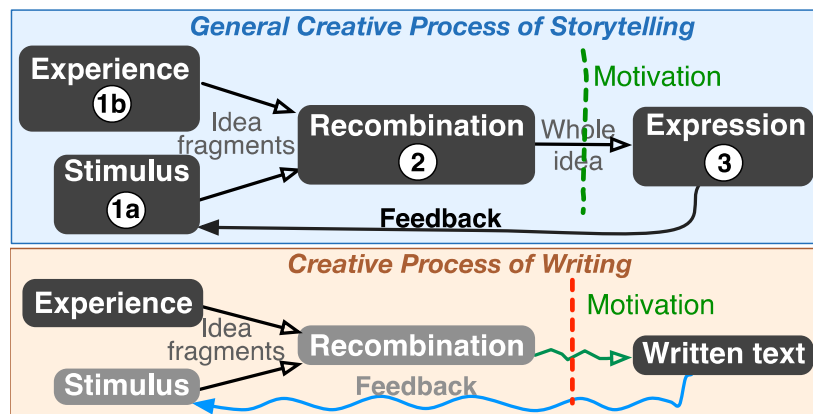 General Creative Process of Storytelling
Experience
1b
Motivation
Idea
fragments
Recombination
2
Whole
idea
Expression
3
Stimulus
1a
Feedback
Creative Process of Writing
Experience
Motivation
Idea
fragments
Recombination
Written text
Stimulus
Feedback